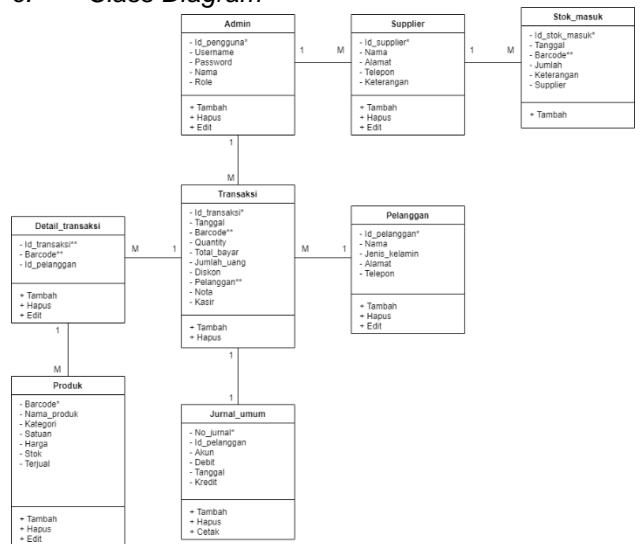 Class Diagram
Admin
- Id_pengguna*
- Username
- Password
- Nama
- Role
+ Tambah
+ Hapus
+ Edit
1
M
Supplier
- Id_supplier*
- Nama
- Alamat
- Telepon
- Keterangan
+ Tambah
+ Hapus
+ Edit
1
M
Stok_masuk
- Id_stok_masuk*
- Tanggal
- Barcode**
- Jumlah
- Keterangan
- Supplier
+ Tambah
1
M
Detail_transaksi
- Id_transaksi**
- Barcode**
- Id_pelanggan
+ Tambah
+ Hapus
+ Edit
M
1
Transaksi
- Id_transaksi*
- Tanggal
- Barcode**
- Quantity
- Total_bayar
- Jumlah_uang
- Diskon
- Pelanggan**
- Nota
- Kasir
+ Tambah
+ Hapus
M
1
Pelanggan
- Id_pelanggan*
- Nama
- Jenis_kelamin
- Alamat
- Telepon
+ Tambah
+ Hapus
+ Edit
1
M
Produk
- Barcode*
- Nama_produk
- Kategori
- Satuan
- Harga
- Stok
- Terjual
+ Tambah
+ Hapus
+ Edit
1
1
Jurnal_umum
- No_jurnal*
- Id_pelanggan
- Akun
- Debit
- Tanggal
- Kredit
+ Tambah
+ Hapus
+ Cetak